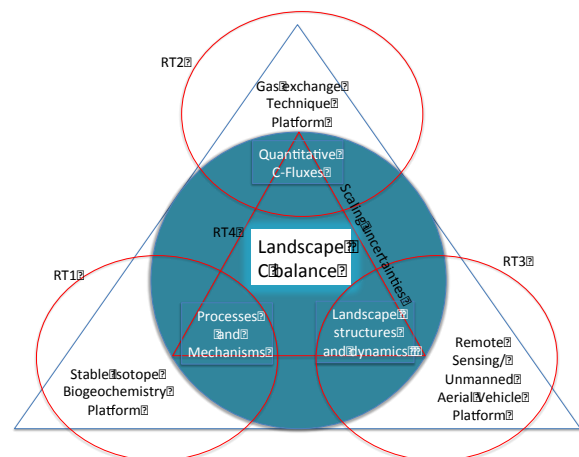 RT2
Gas exchange
Technique
Platform
Quantitative
C-Fluxes
Scaling uncertainties
RT4
Landscape
C balance
RT1
RT3
Processes
and
Mechanisms
Landscape
structures
and dynamics
Stable Isotope
Biogeochemistry
Platform
Remote
Sensing/
Unmanned
Aerial Vehicle
Platform